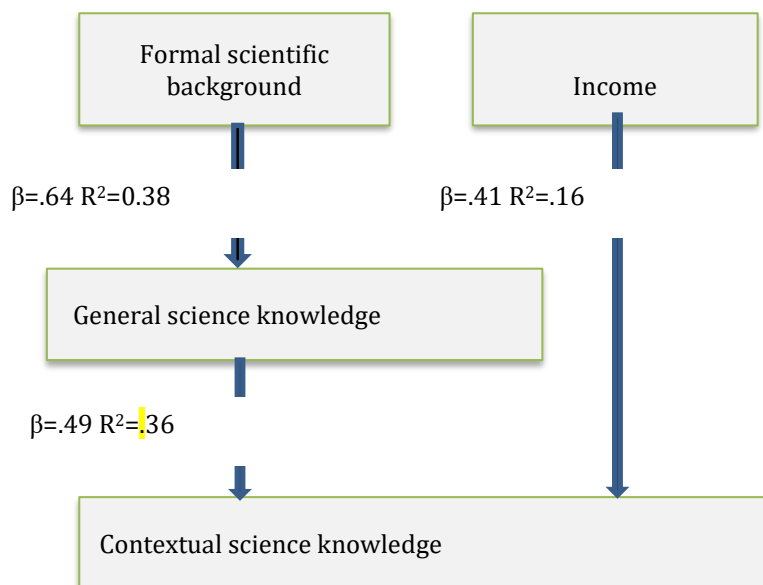 Formal scientific
background
Income
β=.64 R²=0.38
β=.41 R²=.16
General science knowledge
β=.49 R²=.36
Contextual science knowledge